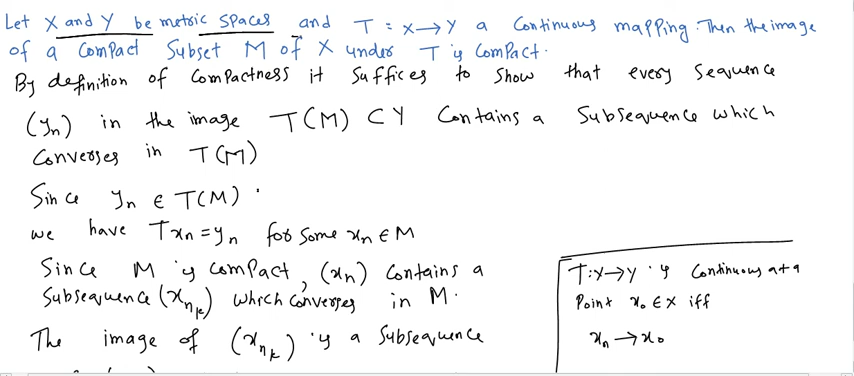 Let X and Y be metric spaces and T : X→Y a Continuous mapping. Then the image
of a Compact Subset M of X under T is Compact.
By definition of Compactness it Suffices to Show that every Sequence
(yn) in the image T(M) ⊂ Y Contains a Subsequence which
Converges in T(M)
Since yn ∈ T(M).
we have Txn = yn for some xn ∈ M
Since M is Compact, (xn) Contains a
Subsequence (xnk) which Converges in M.
The image of (xnk) is a Subsequence
T:X→Y is Continuous at a
Point x0 ∈ X iff
xn → x0